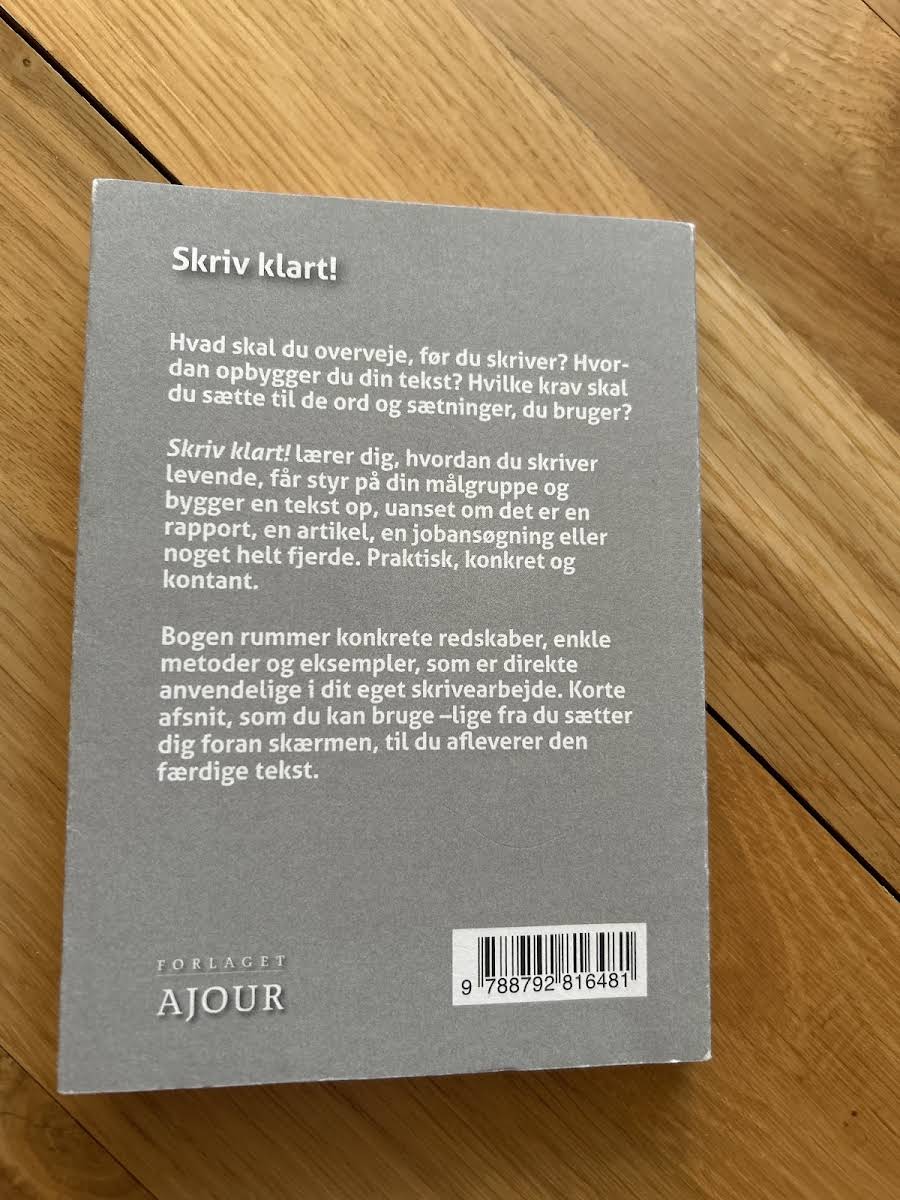 Skriv klart!
Hvad skal du overveje, før du skriver? Hvor-
dan opbygger du din tekst? Hvilke krav skal
du sætte til de ord og sætninger, du bruger?
Skriv klart! lærer dig, hvordan du skriver
levende, får styr på din målgruppe og
bygger en tekst op, uanset om det er en
rapport, en artikel, en jobansøgning eller
noget helt fjerde. Praktisk, konkret og
kontant.
Bogen rummer konkrete redskaber, enkle
metoder og eksempler, som er direkte
anvendelige i dit eget skrivearbejde. Korte
afsnit, som du kan bruge –lige fra du sætter
dig foran skærmen, til du afleverer den
færdige tekst.
FORLAGET
AJOUR
9 788792 816481